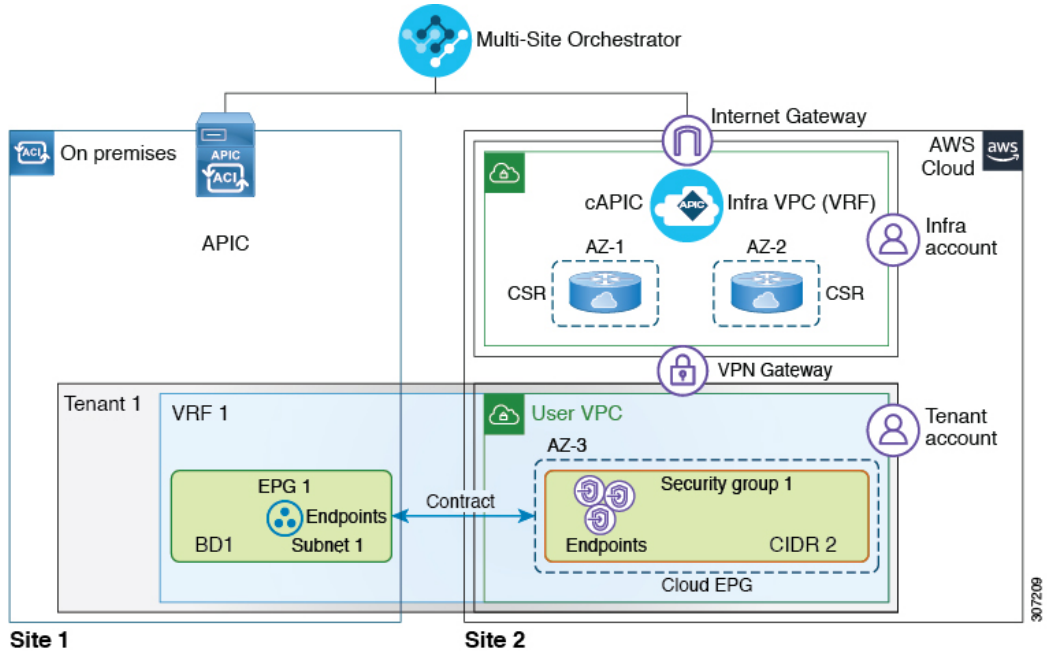 Multi-Site Orchestrator
Internet Gateway
ACI
On premises
APIC
ACI
APIC
AWS
Cloud
aws
cAPIC
APIC
Infra VPC (VRF)
Infra
account
AZ-1
AZ-2
CSR
CSR
VPN Gateway
Tenant 1
VRF 1
User VPC
Tenant
account
AZ-3
EPG 1
Endpoints
BD1
Subnet 1
Contract
Security group 1
Endpoints
CIDR 2
Cloud EPG
307209
Site 1
Site 2